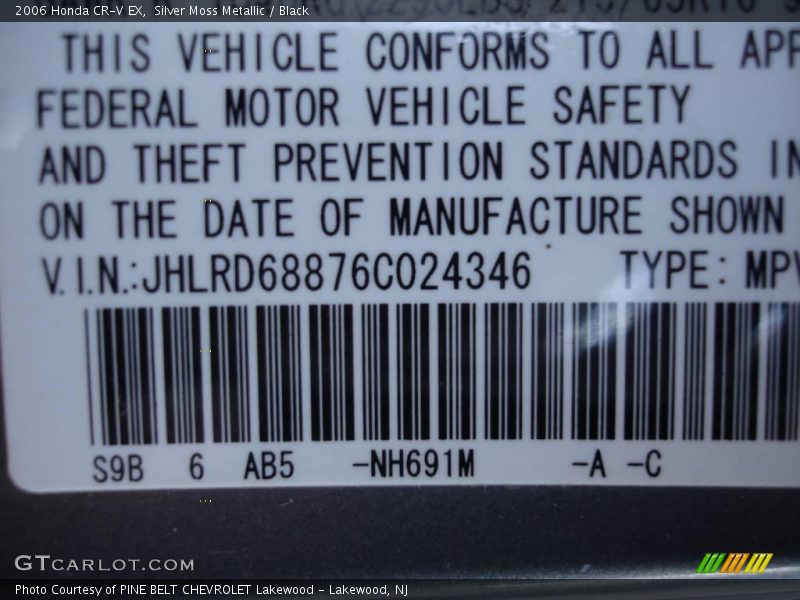 2006 Honda CR-V EX, Silver Moss Metallic / Black
THIS VEHICLE CONFORMS TO ALL APP
FEDERAL MOTOR VEHICLE SAFETY
AND THEFT PREVENTION STANDARDS IN
ON THE DATE OF MANUFACTURE SHOWN
V.I.N.:JHLRD68876C024346 TYPE: MPV
S9B 6 AB5 -NH691M -A -C
GTCARLOT.COM
Photo Courtesy of PINE BELT CHEVROLET Lakewood - Lakewood, NJ